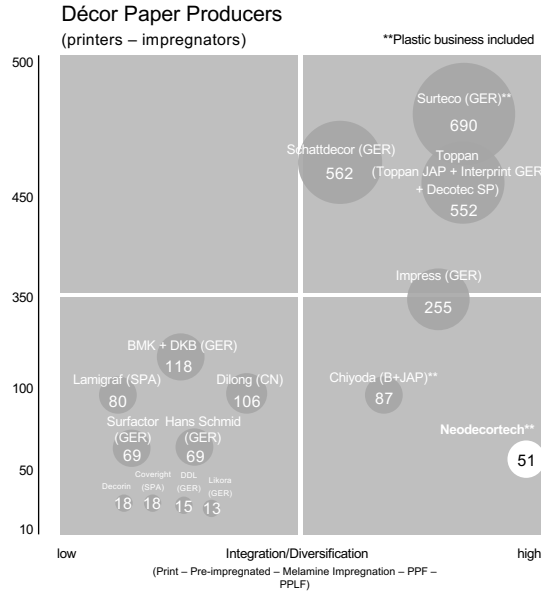 Décor Paper Producers
(printers – impregnators)
**Plastic business included
500
450
350
100
50
10
Surteco (GER)**
690
Schattdecor (GER)
562
Toppan
(Toppan JAP + Interprint GER
+ Decotec SP)
552
Impress (GER)
255
BMK + DKB (GER)
118
Lamigraf (SPA)
80
Dilong (CN)
106
Chiyoda (B+JAP)**
87
Surfactor
(GER)
69
Hans Schmid
(GER)
69
Neodecortech**
51
Decorin
18
Coveright
(SPA)
18
DDL
(GER)
15
Likora
(GER)
13
low
Integration/Diversification
high
(Print – Pre-impregnated – Melamine Impregnation – PPF –
PPLF)